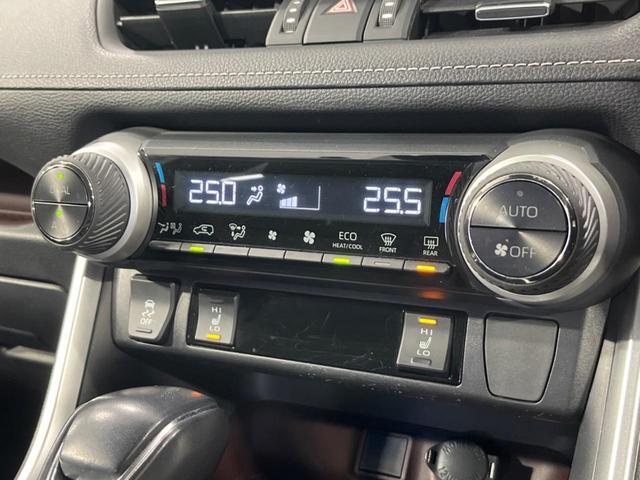 DUAL
A/C
25.0
25.5
ECO
HEAT/COOL
FRONT
REAR
AUTO
OFF
OFF
HI
LO
HI
LO